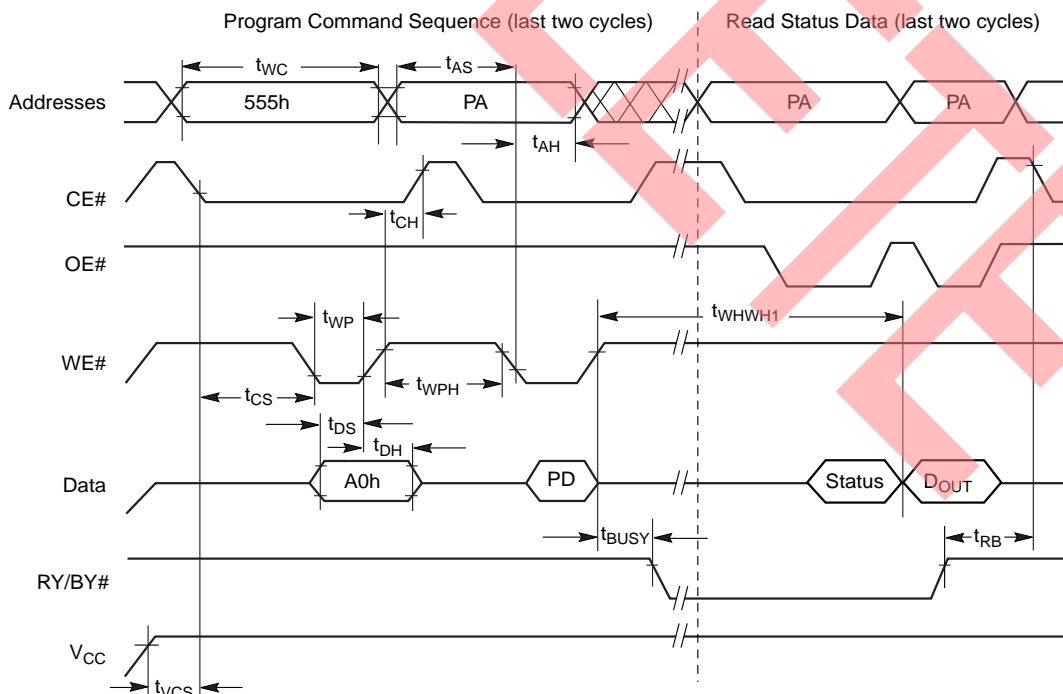 Program Command Sequence (last two cycles)
Read Status Data (last two cycles)
Addresses
tWC
tAS
555h
PA
PA
PA
tAH
CE#
tCH
OE#
tWP
tWHWH1
WE#
tCS
tWPH
tDS
tDH
Data
A0h
PD
Status
DOUT
tBUSY
tRB
RY/BY#
VCC
tVCS